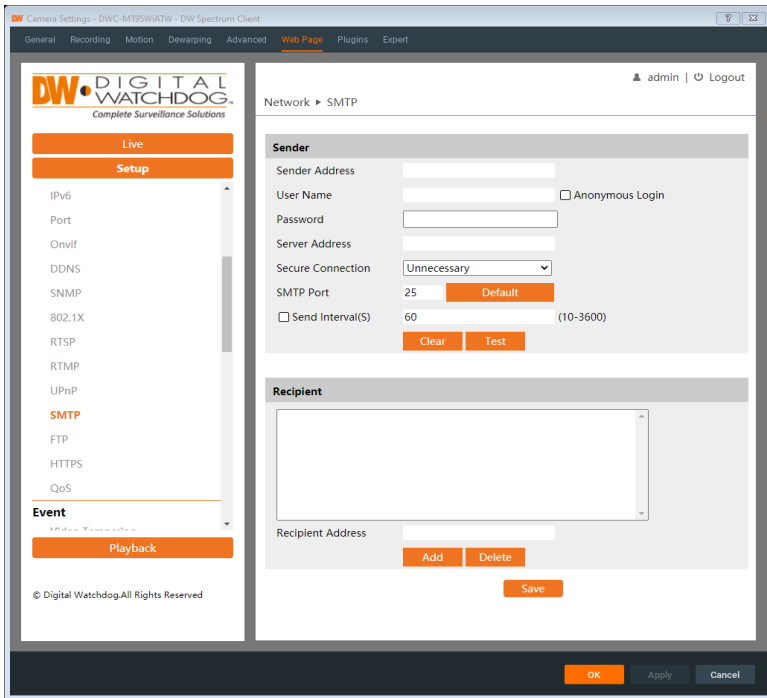 DW Camera Settings - DWC-MT95WiATW - DW Spectrum Client
General Recording Motion Dewarping Advanced Web Page Plugins Expert
admin | Logout
DW DIGITAL
WATCHDOG
Complete Surveillance Solutions
Network ▸ SMTP
Live
Setup
IPv6
Port
Onvif
DDNS
SNMP
802.1X
RTSP
RTMP
UPnP
SMTP
FTP
HTTPS
QoS
Event
Video Tampering
Playback
© Digital Watchdog.All Rights Reserved
Sender
Sender Address
User Name Anonymous Login
Password
Server Address
Secure Connection Unnecessary
SMTP Port 25 Default
Send Interval(S) 60 (10-3600)
Clear Test
Recipient
Recipient Address
Add Delete
Save
OK Apply Cancel